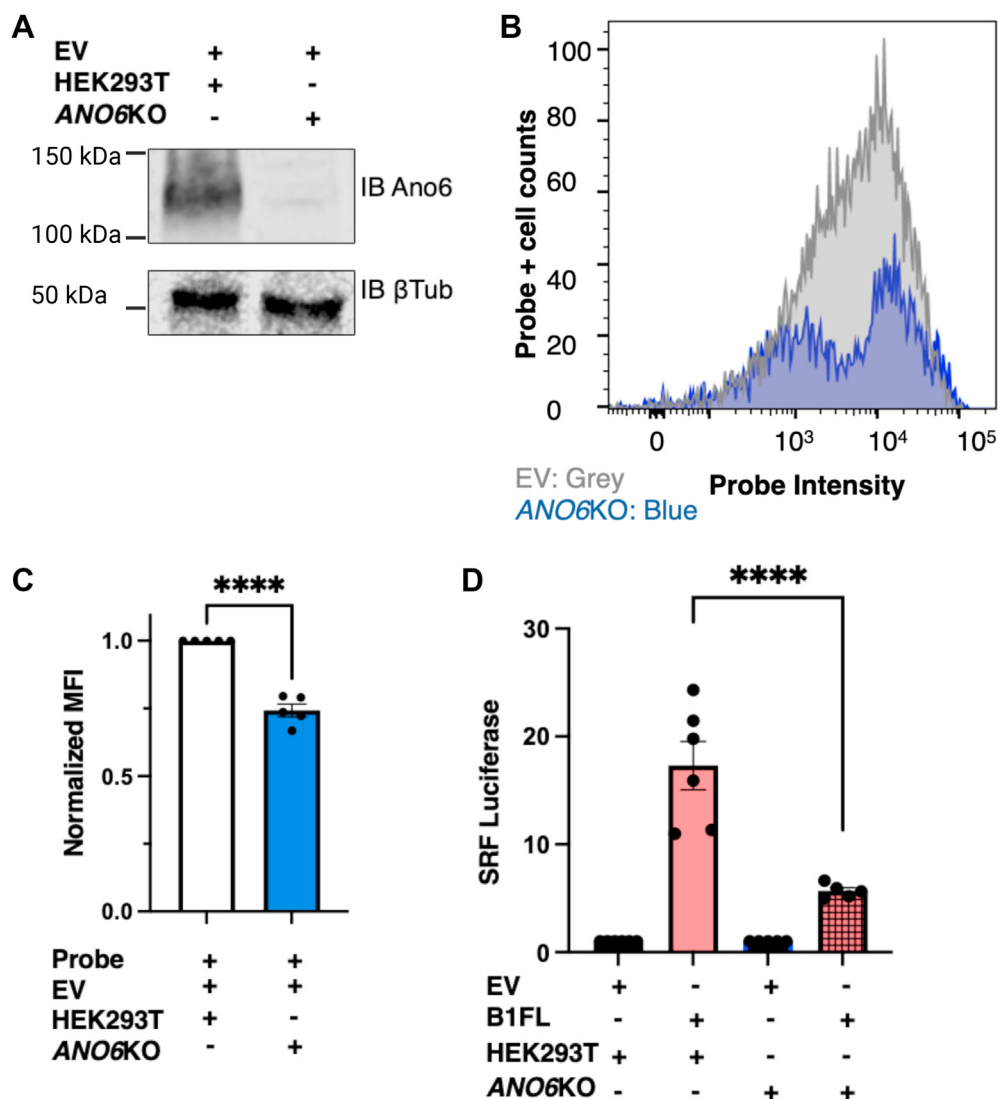 A
EV + +
HEK293T + -
ANO6KO - +
150 kDa
IB Ano6
100 kDa
50 kDa
IB βTub
B
Probe + cell counts
100
80
60
40
20
0
0 10³ 10⁴ 10⁵
EV: Grey
Probe Intensity
ANO6KO: Blue
C
****
Normalized MFI
1.0
0.5
0.0
Probe + +
EV + +
HEK293T + -
ANO6KO - +
D
****
SRF Luciferase
30
20
10
0
EV + - + -
B1FL - + - +
HEK293T + + - -
ANO6KO - - + +